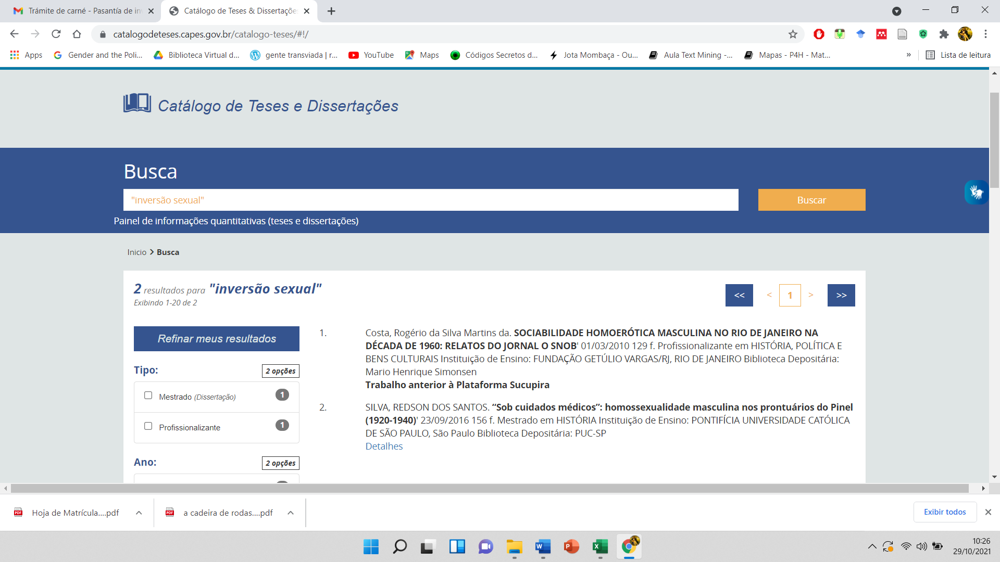 Trámite de carné - Pasantía de in
Catálogo de Teses & Dissertaçõe
catalogodeteses.capes.gov.br/catalogo-teses/#!/
Apps
Gender and the Poli...
Biblioteca Virtual d...
gente transviada | r...
YouTube
Maps
Códigos Secretos d...
Jota Mombaça - Ou...
Aula Text Mining -...
Mapas - P4H - Mat...
»
Lista de leitura
Catálogo de Teses e Dissertações
Busca
"inversão sexual"
Buscar
Painel de informações quantitativas (teses e dissertações)
Inicio > Busca
2 resultados para "inversão sexual"
Exibindo 1-20 de 2
<< < 1 > >>
Refinar meus resultados
Tipo: 2 opções
Mestrado (Dissertação) 1
Profissionalizante 1
Ano: 2 opções
1. Costa, Rogério da Silva Martins da. SOCIABILIDADE HOMOERÓTICA MASCULINA NO RIO DE JANEIRO NA
DÉCADA DE 1960: RELATOS DO JORNAL O SNOB' 01/03/2010 129 f. Profissionalizante em HISTÓRIA, POLÍTICA E
BENS CULTURAIS Instituição de Ensino: FUNDAÇÃO GETÚLIO VARGAS/RJ, RIO DE JANEIRO Biblioteca Depositária:
Mario Henrique Simonsen
Trabalho anterior à Plataforma Sucupira
2. SILVA, REDSON DOS SANTOS. “Sob cuidados médicos”: homossexualidade masculina nos prontuários do Pinel
(1920-1940)' 23/09/2016 156 f. Mestrado em HISTÓRIA Instituição de Ensino: PONTIFÍCIA UNIVERSIDADE CATÓLICA
DE SÃO PAULO, São Paulo Biblioteca Depositária: PUC-SP
Detalhes
Hoja de Matrícula....pdf
a cadeira de rodas....pdf
Exibir todos
10:26
29/10/2021